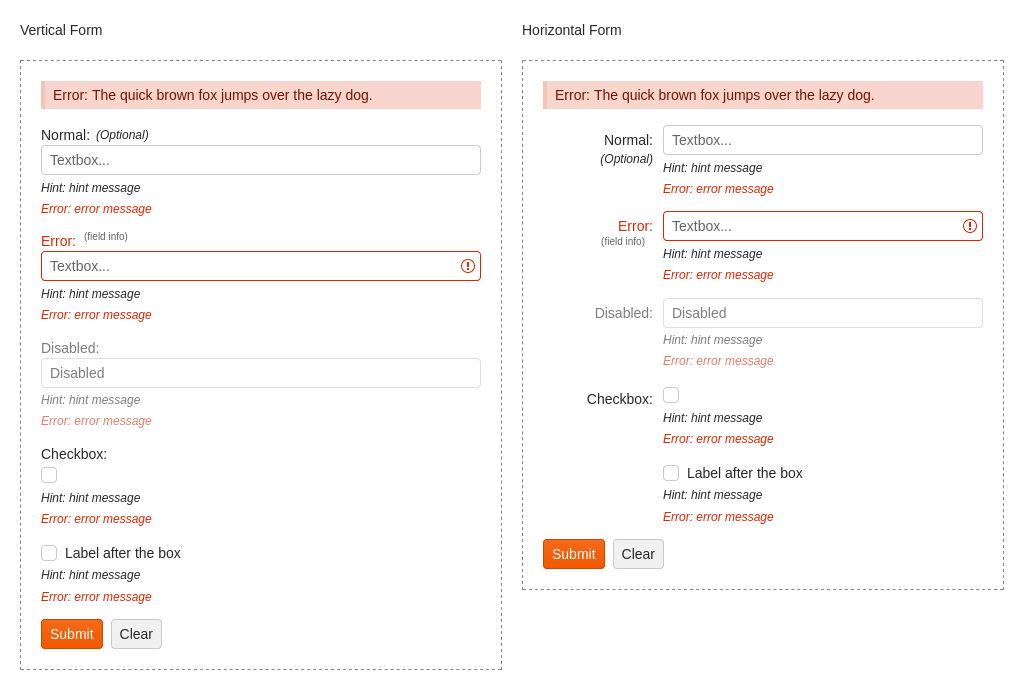 Vertical Form
Error: The quick brown fox jumps over the lazy dog.
Normal: (Optional)
Textbox...
Hint: hint message
Error: error message
Error: (field info)
Textbox...
Hint: hint message
Error: error message
Disabled:
Disabled
Hint: hint message
Error: error message
Checkbox:
Hint: hint message
Error: error message
Label after the box
Hint: hint message
Error: error message
Submit Clear
Horizontal Form
Error: The quick brown fox jumps over the lazy dog.
Normal: Textbox...
(Optional) Hint: hint message
Error: error message
Error: Textbox...
(field info) Hint: hint message
Error: error message
Disabled: Disabled
Hint: hint message
Error: error message
Checkbox:
Hint: hint message
Error: error message
Label after the box
Hint: hint message
Error: error message
Submit Clear